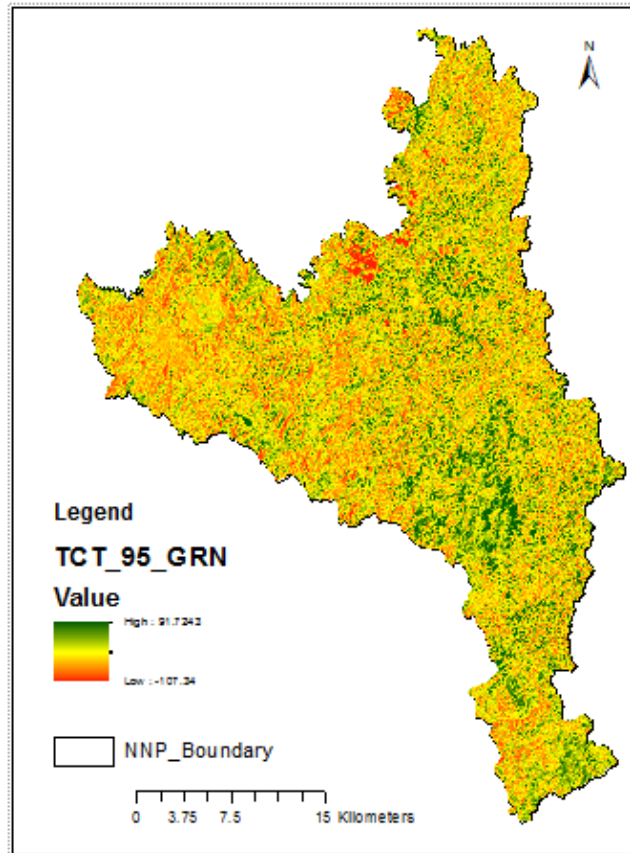 N
Legend
TCT_95_GRN
Value
High : 91.7243
Low : -107.34
NNP_Boundary
0 3.75 7.5 15 Kilometers